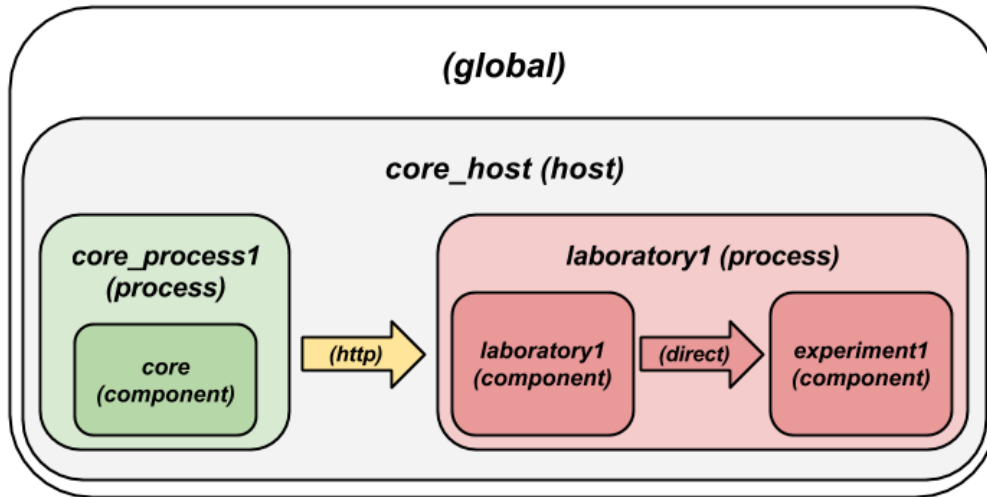 (global)
core_host (host)
core_process1
(process)
core
(component)
(http)
laboratory1 (process)
laboratory1
(component)
(direct)
experiment1
(component)